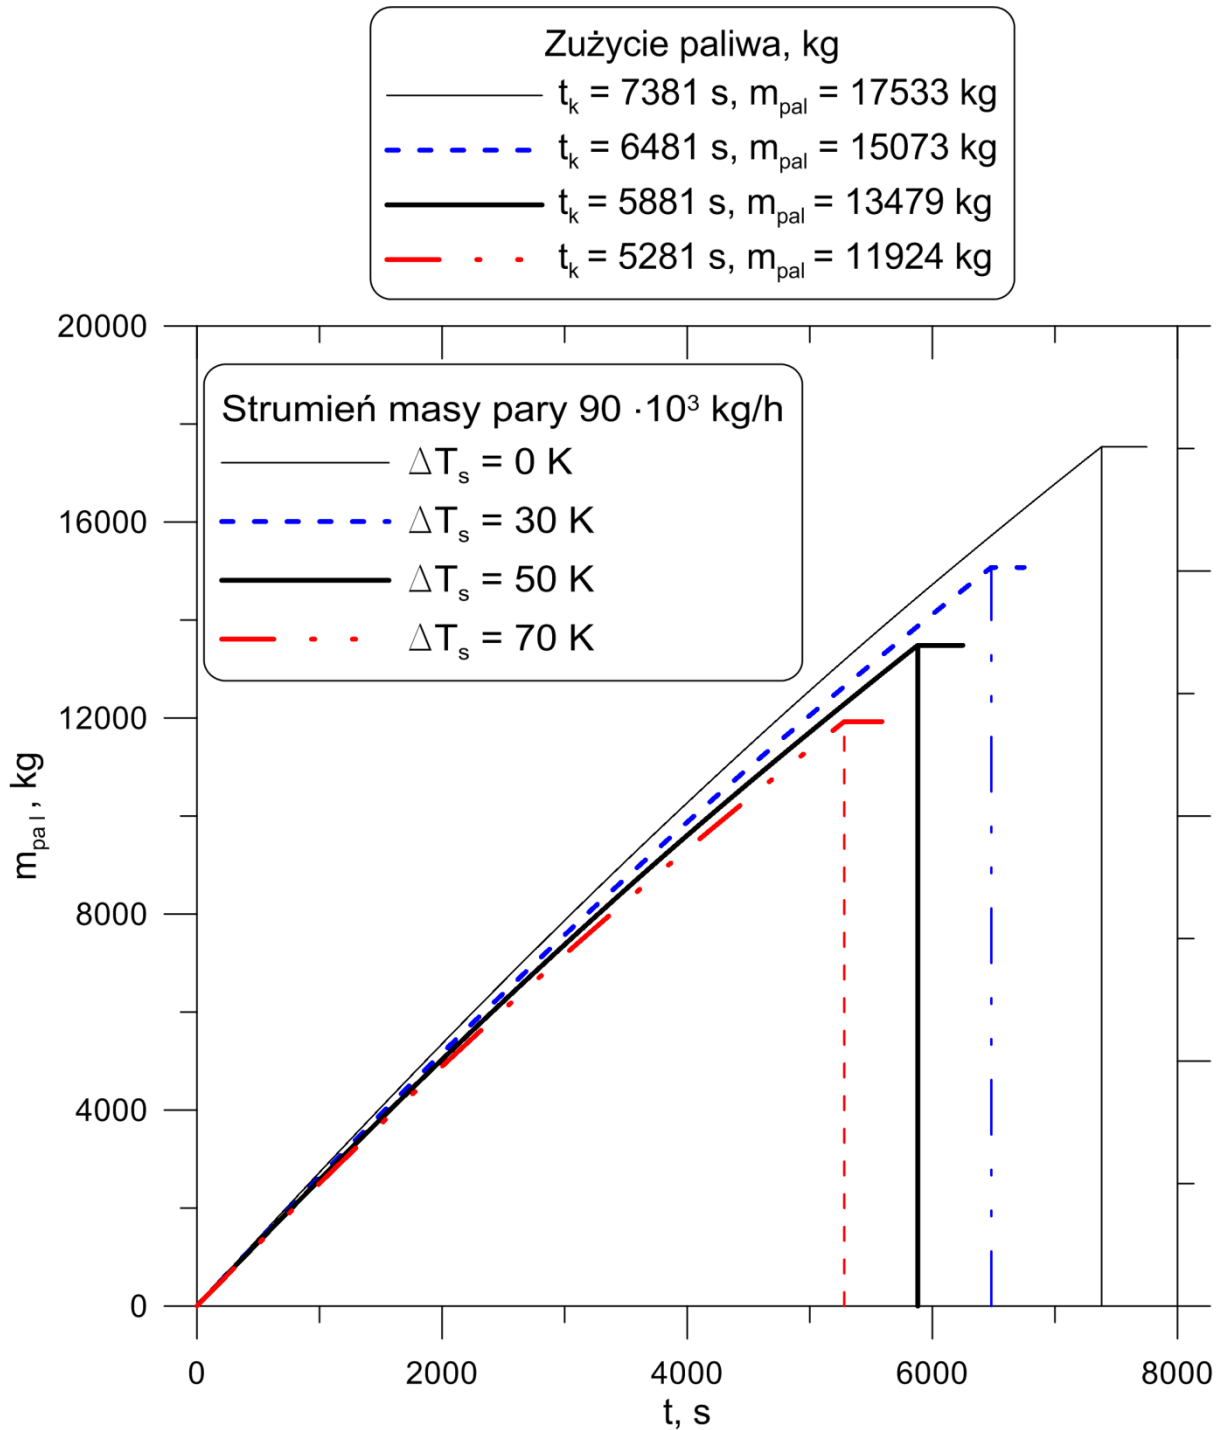 Zużycie paliwa, kg
tk = 7381 s, mpal = 17533 kg
tk = 6481 s, mpal = 15073 kg
tk = 5881 s, mpal = 13479 kg
tk = 5281 s, mpal = 11924 kg
20000
Strumień masy pary 90 ·10³ kg/h
ΔTs = 0 K
ΔTs = 30 K
ΔTs = 50 K
ΔTs = 70 K
16000
12000
8000
4000
0
mpal, kg
0 2000 4000 6000 8000
t, s